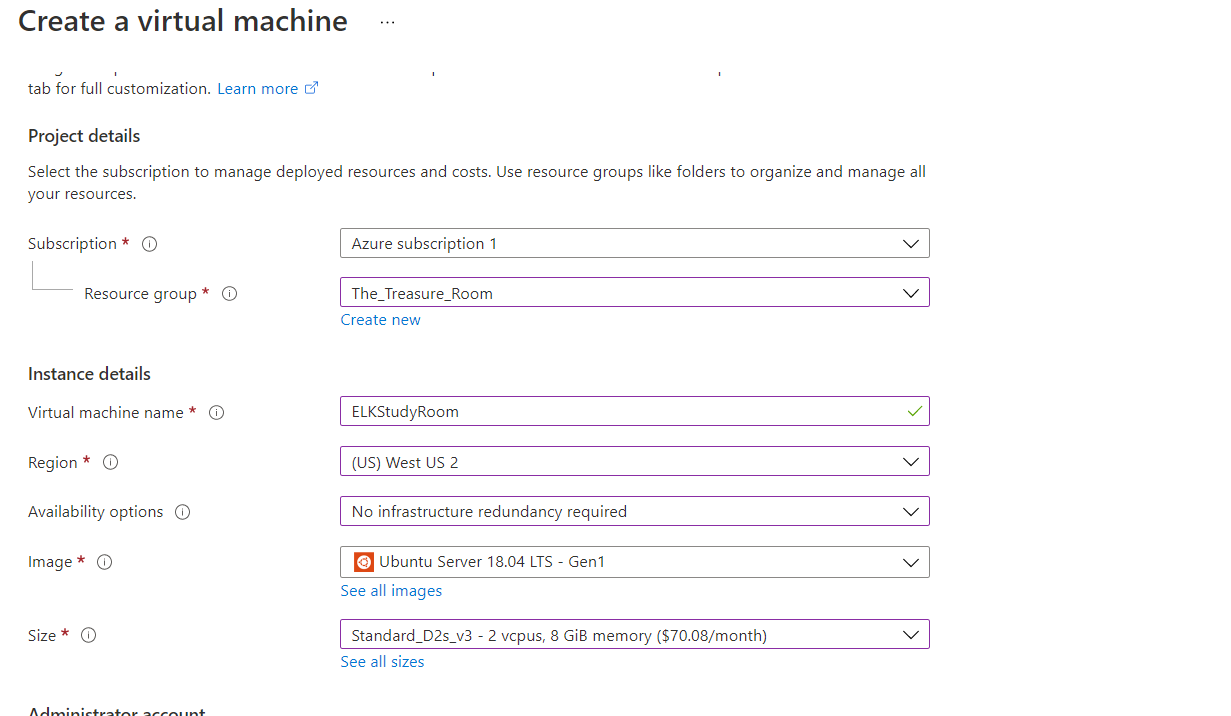 Create a virtual machine ...
tab for full customization. Learn more
Project details
Select the subscription to manage deployed resources and costs. Use resource groups like folders to organize and manage all
your resources.
Subscription * Azure subscription 1
Resource group * The_Treasure_Room
Create new
Instance details
Virtual machine name * ELKStudyRoom
Region * (US) West US 2
Availability options No infrastructure redundancy required
Image * Ubuntu Server 18.04 LTS - Gen1
See all images
Size * Standard_D2s_v3 - 2 vcpus, 8 GiB memory ($70.08/month)
See all sizes
Administrator account